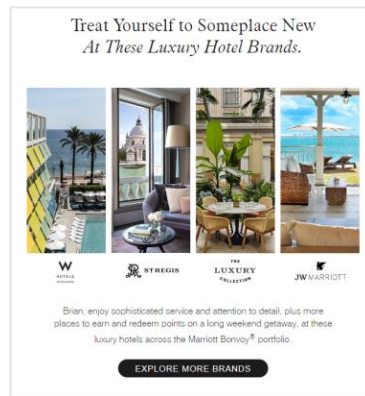 Treat Yourself to Someplace New
At These Luxury Hotel Brands.
W
HOTELS
ST REGIS
THE
LUXURY
COLLECTION
JW MARRIOTT
Brian, enjoy sophisticated service and attention to detail, plus more
places to earn and redeem points on a long weekend getaway, at these
luxury hotels across the Marriott Bonvoy® portfolio.
EXPLORE MORE BRANDS